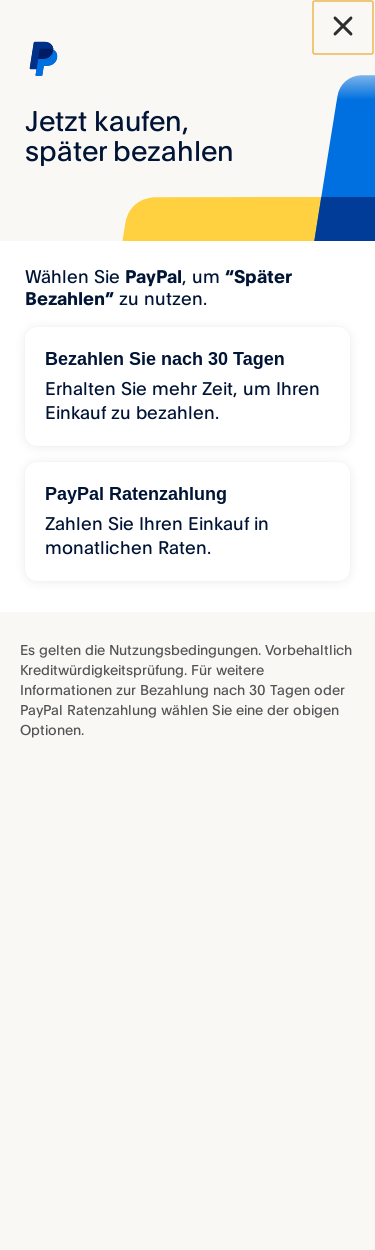 Jetzt kaufen,
später bezahlen
Wählen Sie PayPal, um “Später
Bezahlen” zu nutzen.
Bezahlen Sie nach 30 Tagen
Erhalten Sie mehr Zeit, um Ihren
Einkauf zu bezahlen.
PayPal Ratenzahlung
Zahlen Sie Ihren Einkauf in
monatlichen Raten.
Es gelten die Nutzungsbedingungen. Vorbehaltlich
Kreditwürdigkeitsprüfung. Für weitere
Informationen zur Bezahlung nach 30 Tagen oder
PayPal Ratenzahlung wählen Sie eine der obigen
Optionen.